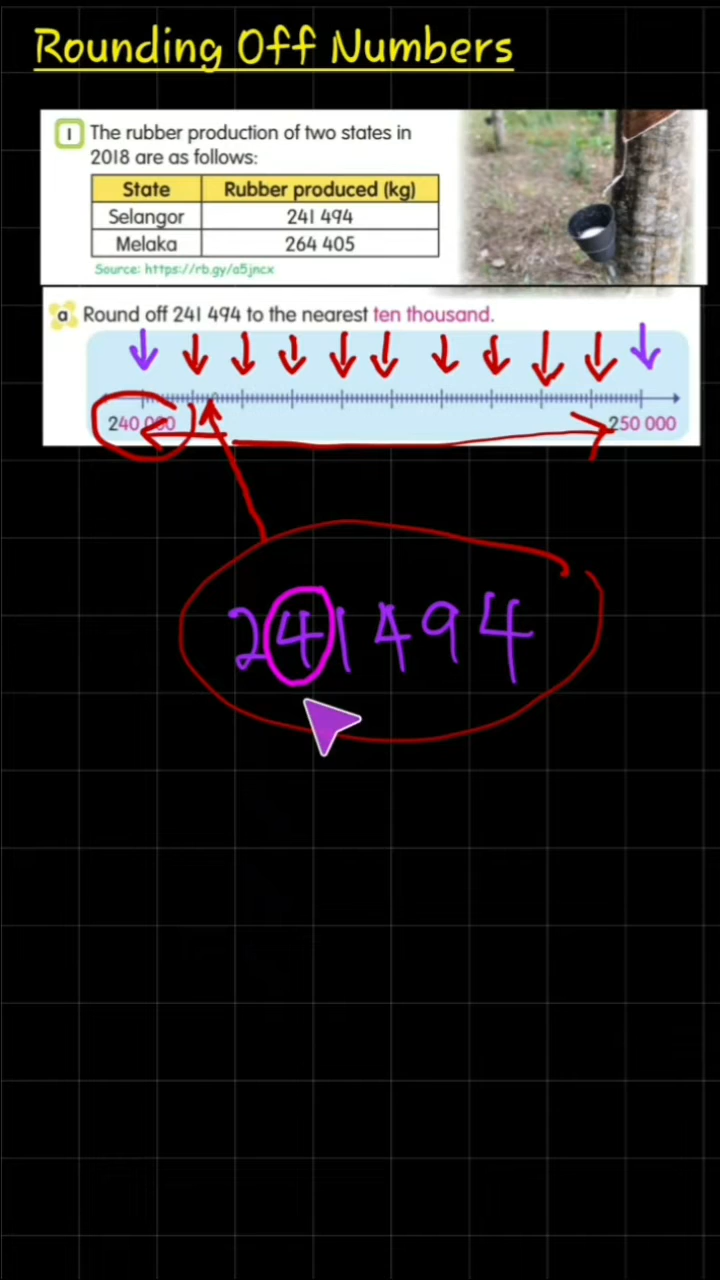 Rounding Off Numbers
1 The rubber production of two states in
2018 are as follows:
State Rubber produced (kg)
Selangor 241 494
Melaka 264 405
Source: https://rb.gy/a5jncx
a Round off 241 494 to the nearest ten thousand.
240 000 250 000
241494